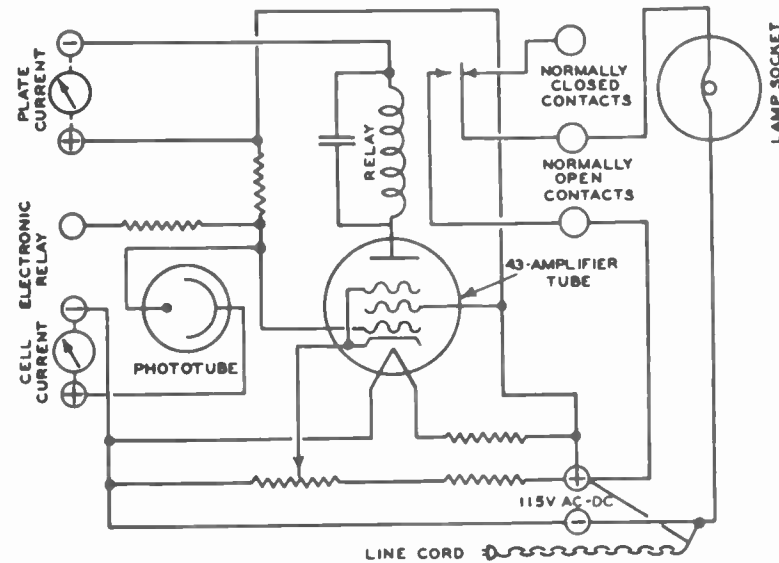 PLATE
CURRENT
ELECTRONIC
RELAY
CELL
CURRENT
PHOTOTUBE
RELAY
43-AMPLIFIER
TUBE
NORMALLY
CLOSED
CONTACTS
NORMALLY
OPEN
CONTACTS
LAMP SOCKET
115V AC-DC
LINE CORD